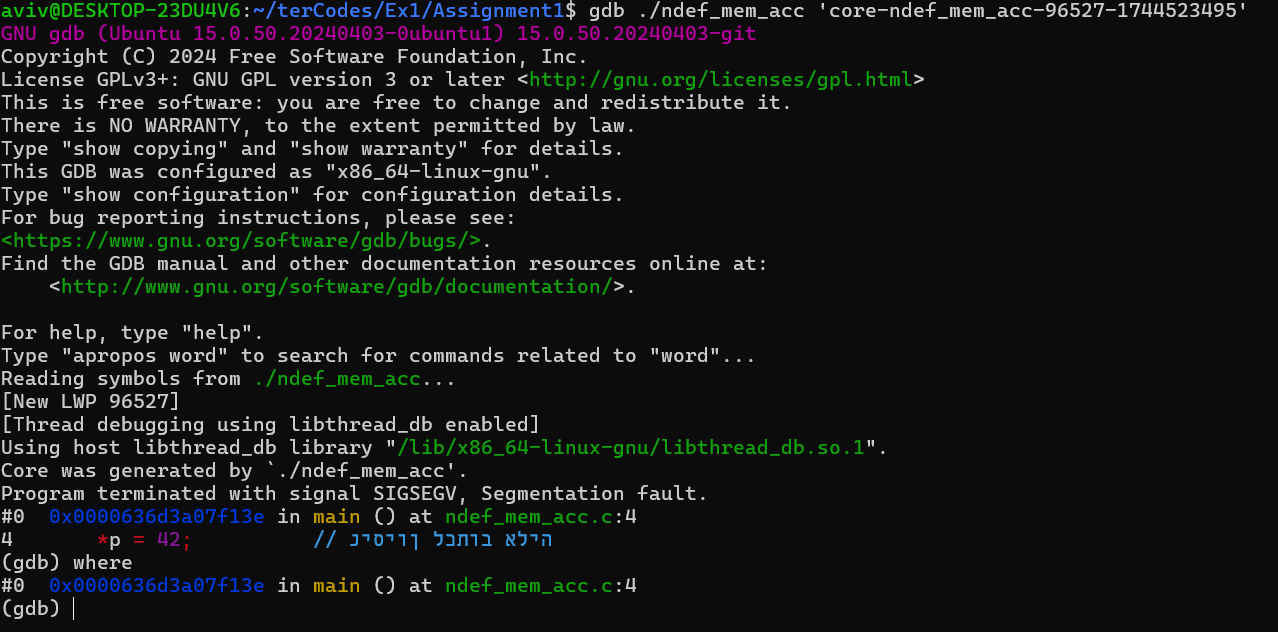 aviv@DESKTOP-23DU4V6:~/terCodes/Ex1/Assignment1$ gdb ./ndef_mem_acc 'core-ndef_mem_acc-96527-1744523495'
GNU gdb (Ubuntu 15.0.50.20240403-0ubuntu1) 15.0.50.20240403-git
Copyright (C) 2024 Free Software Foundation, Inc.
License GPLv3+: GNU GPL version 3 or later <http://gnu.org/licenses/gpl.html>
This is free software: you are free to change and redistribute it.
There is NO WARRANTY, to the extent permitted by law.
Type "show copying" and "show warranty" for details.
This GDB was configured as "x86_64-linux-gnu".
Type "show configuration" for configuration details.
For bug reporting instructions, please see:
<https://www.gnu.org/software/gdb/bugs/>.
Find the GDB manual and other documentation resources online at:
    <http://www.gnu.org/software/gdb/documentation/>.
For help, type "help".
Type "apropos word" to search for commands related to "word"...
Reading symbols from ./ndef_mem_acc...
[New LWP 96527]
[Thread debugging using libthread_db enabled]
Using host libthread_db library "/lib/x86_64-linux-gnu/libthread_db.so.1".
Core was generated by `./ndef_mem_acc'.
Program terminated with signal SIGSEGV, Segmentation fault.
#0  0x0000636d3a07f13e in main () at ndef_mem_acc.c:4
4       *p = 42;          // ניסיון לכתוב אליה
(gdb) where
#0  0x0000636d3a07f13e in main () at ndef_mem_acc.c:4
(gdb)